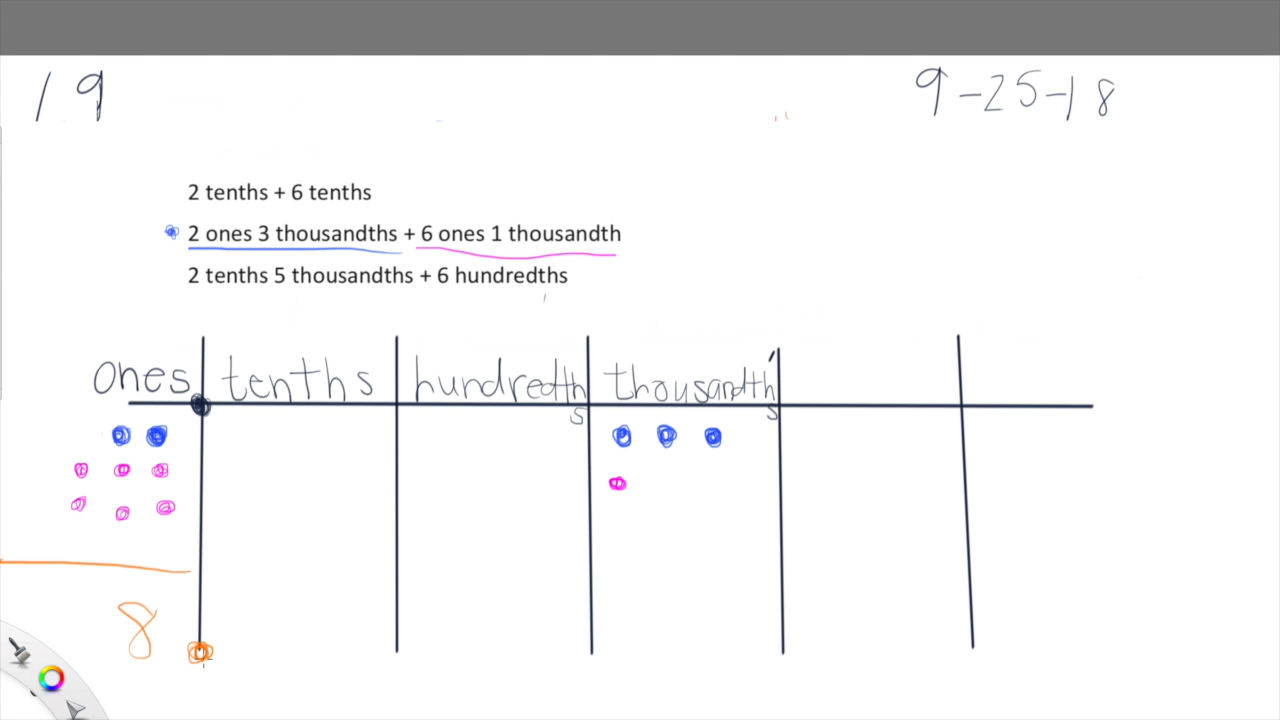 19 9-25-18
2 tenths + 6 tenths
2 ones 3 thousandths + 6 ones 1 thousandth
2 tenths 5 thousandths + 6 hundredths
ones tenths hundredths thousandths
8.